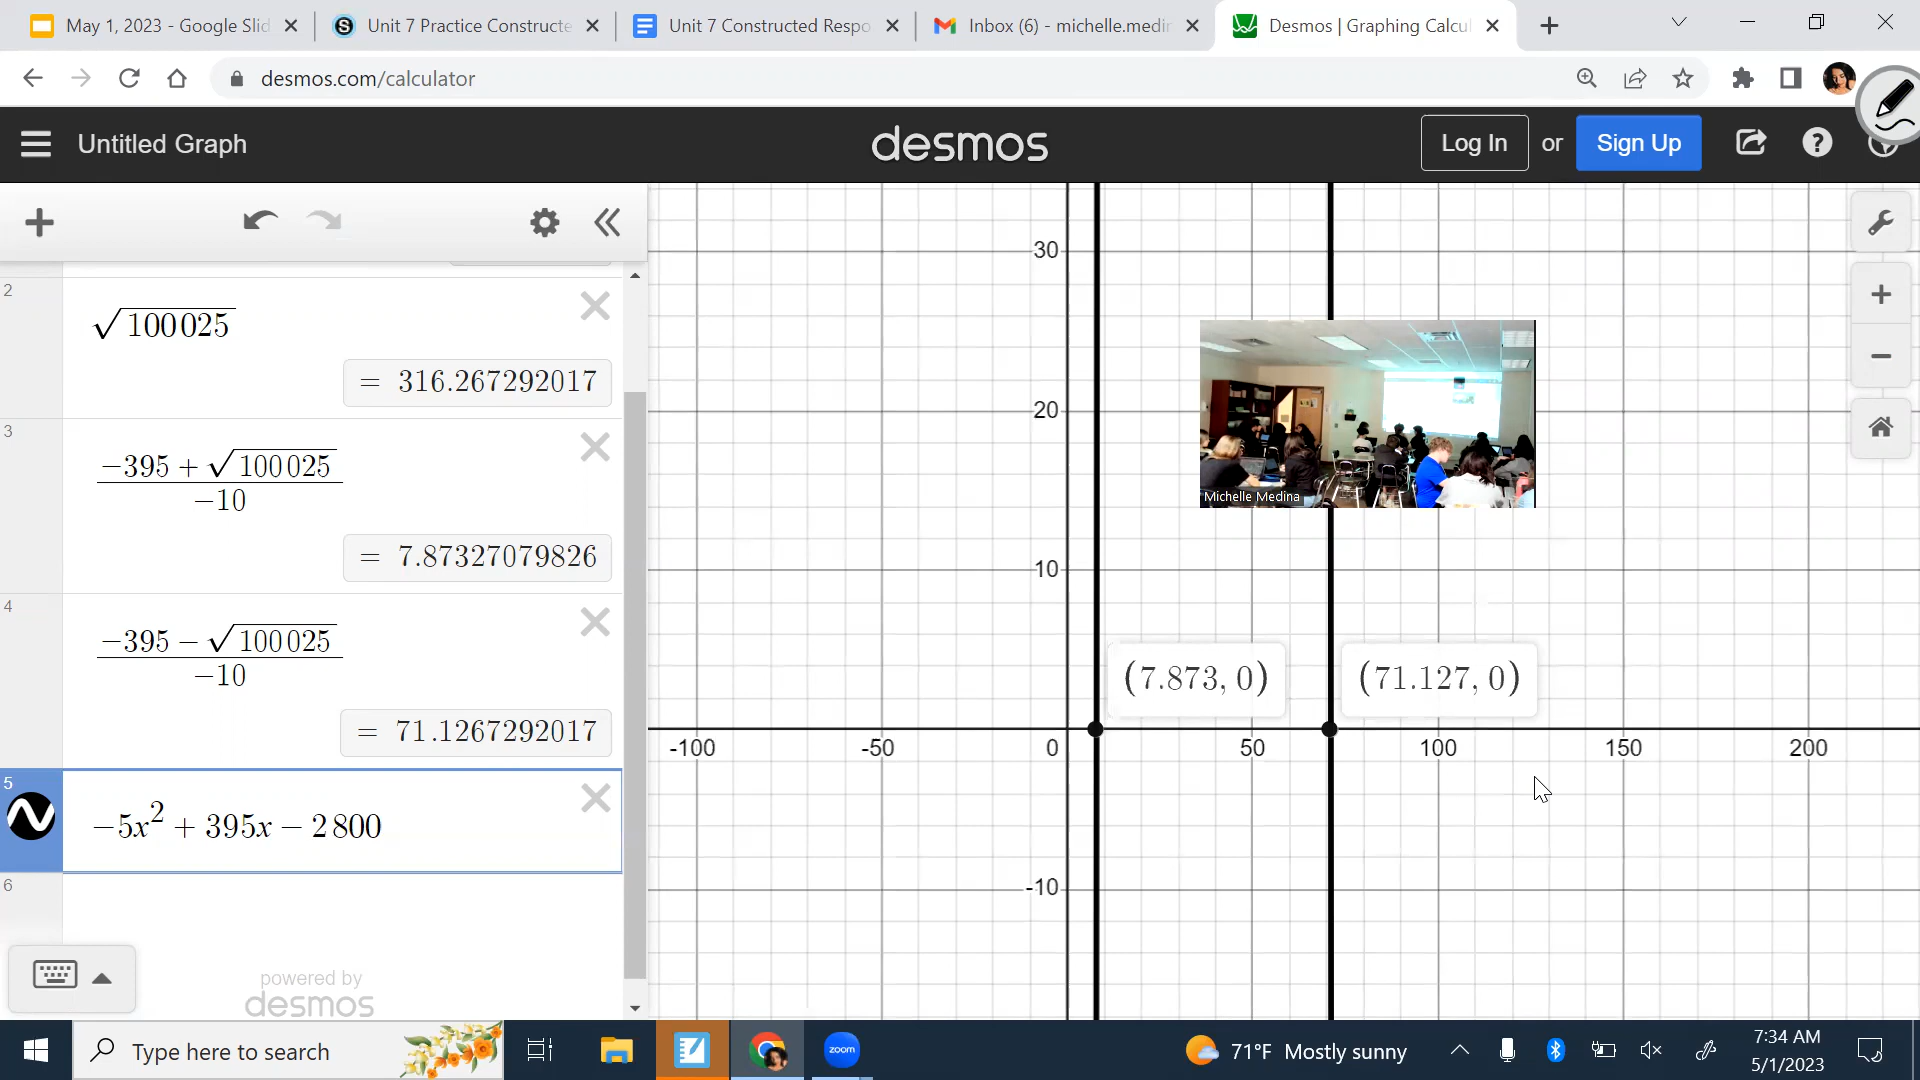 May 1, 2023 - Google Slid
Unit 7 Practice Constructe
Unit 7 Constructed Respo
Inbox (6) - michelle.medin
Desmos | Graphing Calcul
desmos.com/calculator
Untitled Graph
desmos
Log In
or
Sign Up
2
√100025
= 316.267292017
3
−395 + √100025
−10
= 7.87327079826
4
−395 − √100025
−10
= 71.1267292017
5
−5x² + 395x − 2800
6
powered by
desmos
30
20
10
-10
-100
-50
0
50
100
150
200
(7.873, 0)
(71.127, 0)
Michelle Medina
Type here to search
zoom
71°F Mostly sunny
7:34 AM
5/1/2023